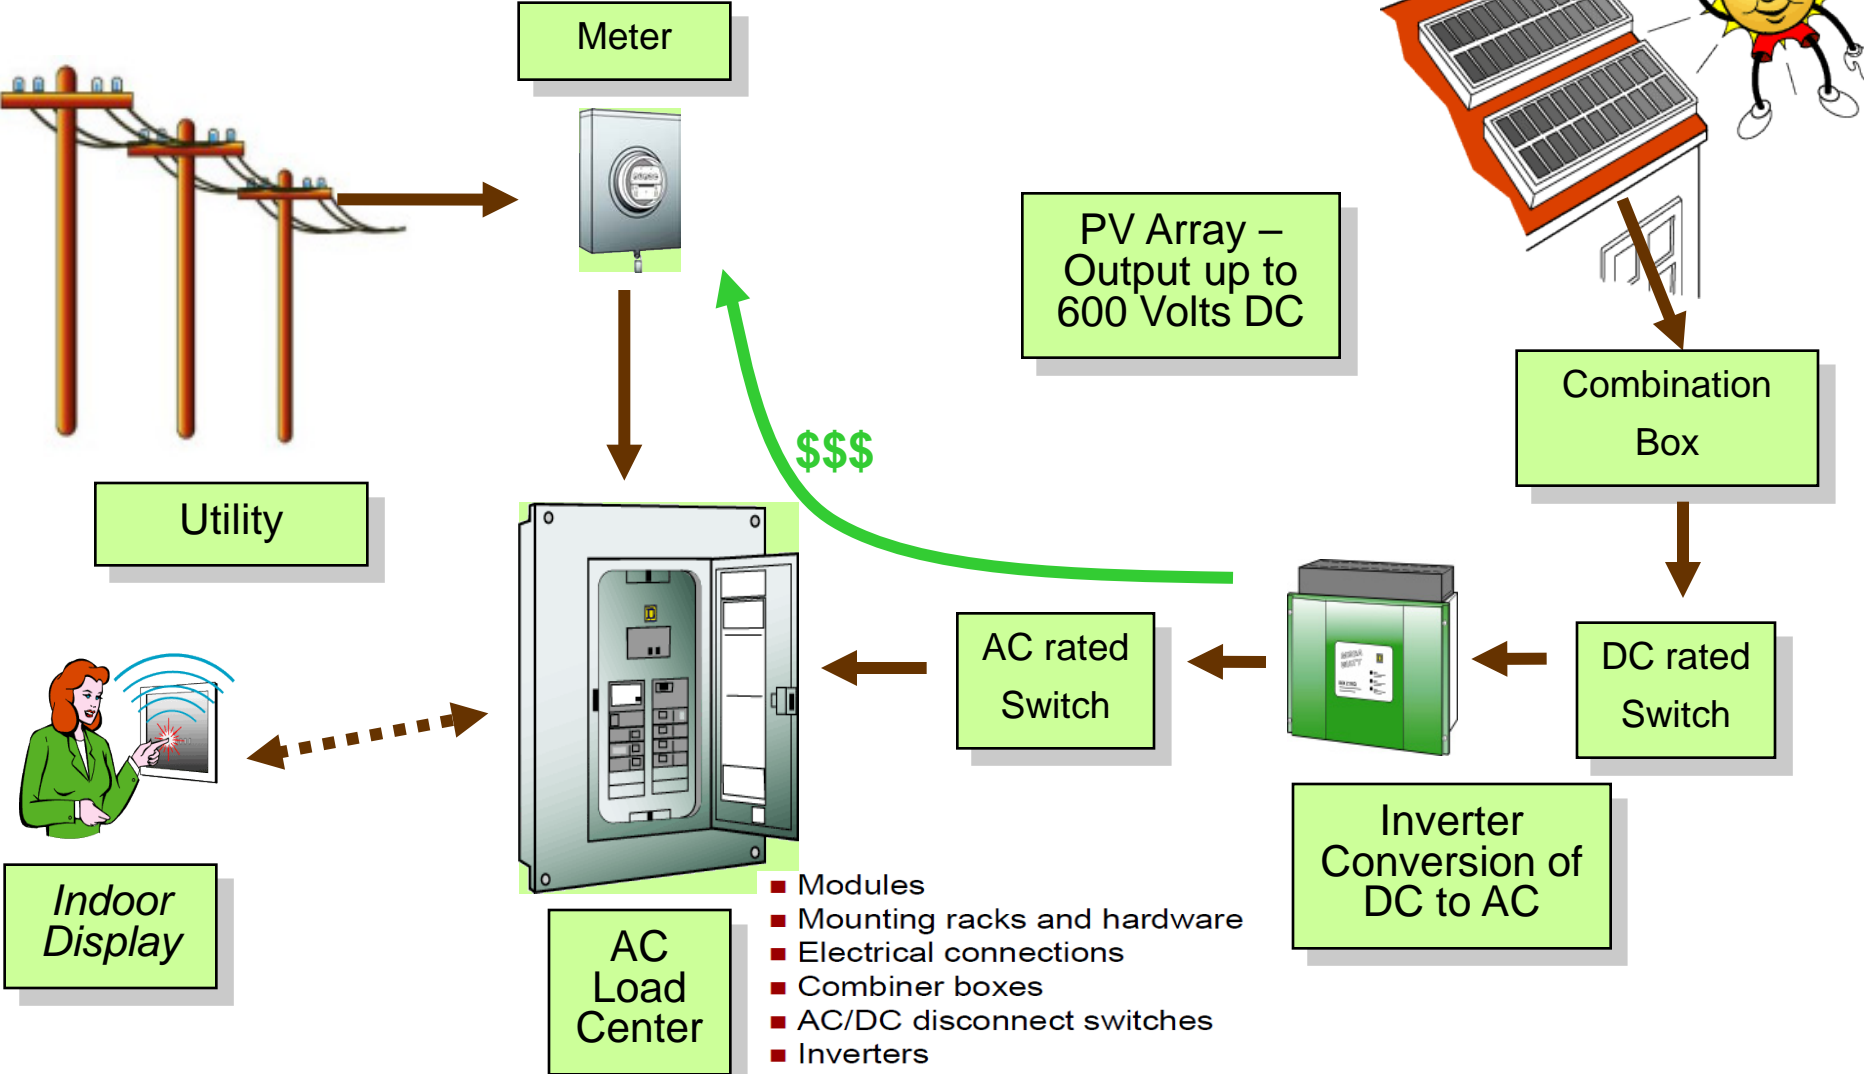 Meter
PV Array –
Output up to
600 Volts DC
Combination
Box
$$$
Utility
AC rated
Switch
DC rated
Switch
Inverter
Conversion of
DC to AC
Indoor
Display
AC
Load
Center
Modules
Mounting racks and hardware
Electrical connections
Combiner boxes
AC/DC disconnect switches
Inverters